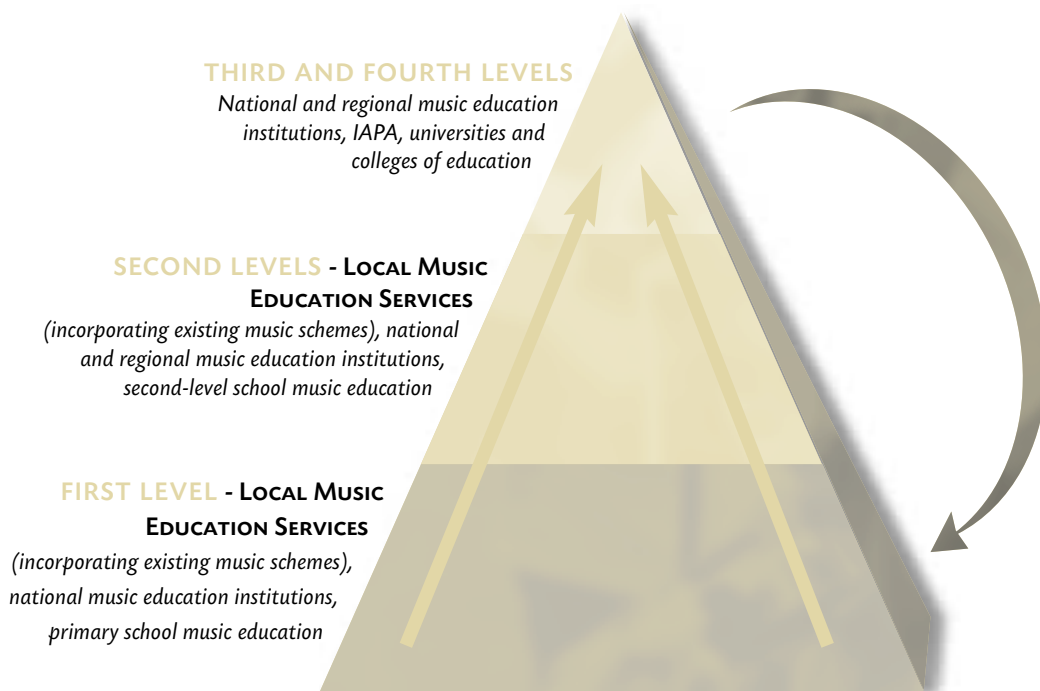 THIRD AND FOURTH LEVELS
National and regional music education
institutions, IAPA, universities and
colleges of education
SECOND LEVELS - Local Music
Education Services
(incorporating existing music schemes), national
and regional music education institutions,
second-level school music education
FIRST LEVEL - Local Music
Education Services
(incorporating existing music schemes),
national music education institutions,
primary school music education